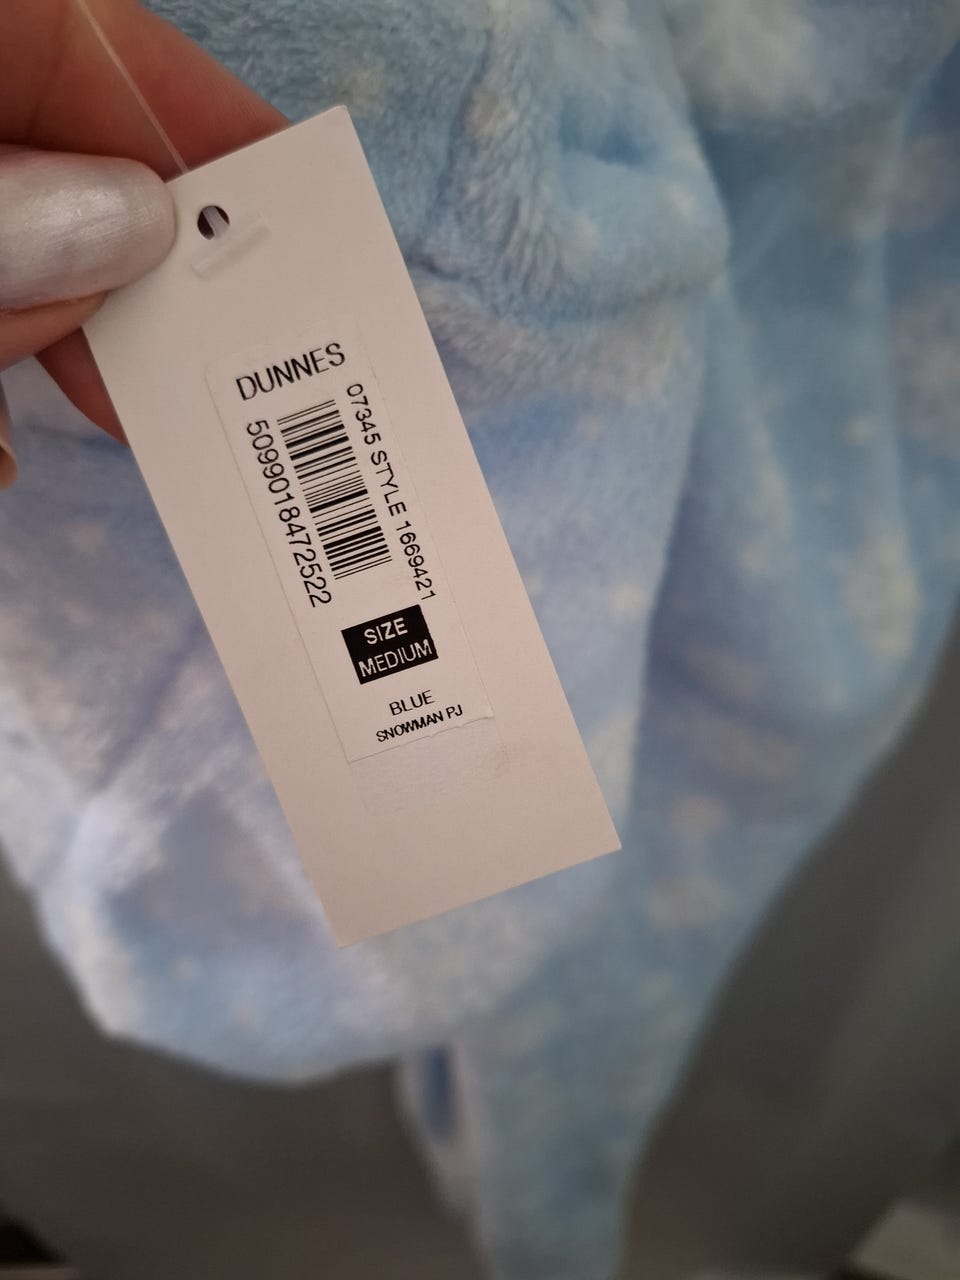 DUNNES
07345 STYLE 1669421
5099018472522
SIZE
MEDIUM
BLUE
SNOWMAN PJ